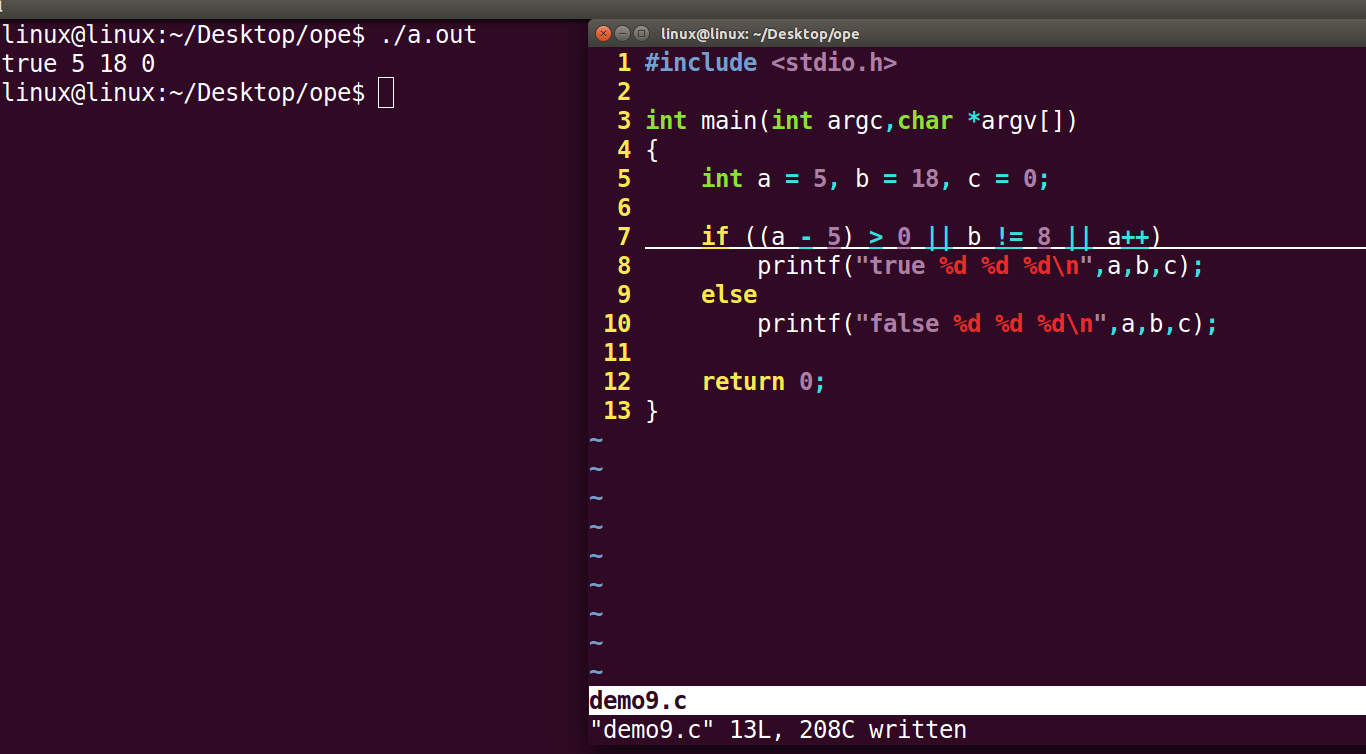 linux@linux:~/Desktop/ope$ ./a.out
true 5 18 0
linux@linux:~/Desktop/ope$
linux@linux: ~/Desktop/ope
1 #include <stdio.h>
2
3 int main(int argc,char *argv[])
4 {
5     int a = 5, b = 18, c = 0;
6
7     if ((a - 5) > 0 || b != 8 || a++)
8         printf("true %d %d %d\n",a,b,c);
9     else
10         printf("false %d %d %d\n",a,b,c);
11
12     return 0;
13 }
~
~
~
~
~
~
~
~
~
demo9.c
"demo9.c" 13L, 208C written